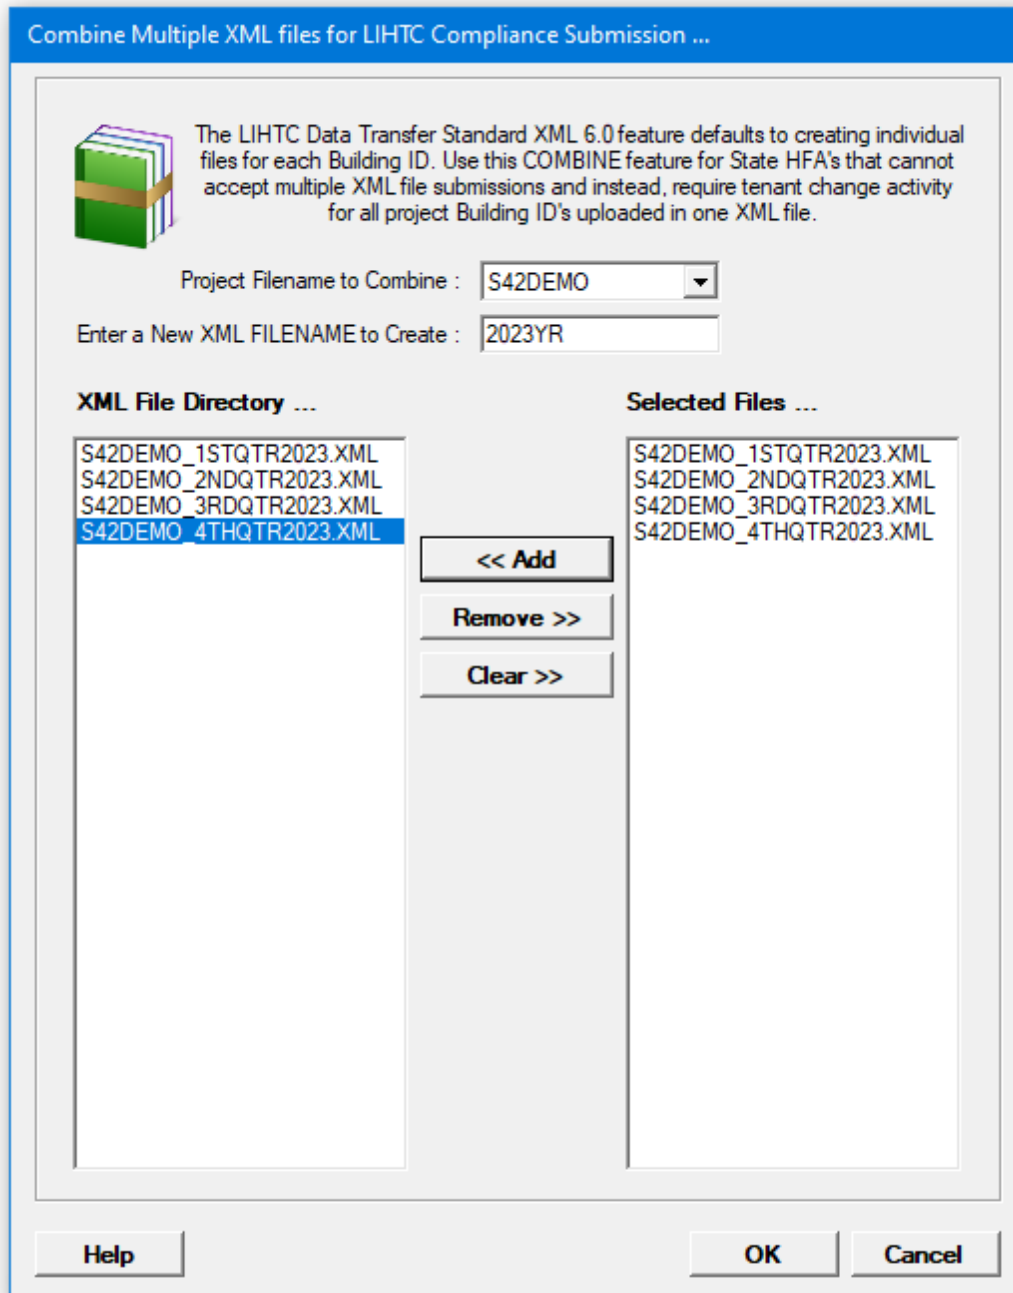 Combine Multiple XML files for LIHTC Compliance Submission ...
The LIHTC Data Transfer Standard XML 6.0 feature defaults to creating individual
files for each Building ID. Use this COMBINE feature for State HFA's that cannot
accept multiple XML file submissions and instead, require tenant change activity
for all project Building ID's uploaded in one XML file.
Project Filename to Combine : S42DEMO
Enter a New XML FILENAME to Create : 2023YR
XML File Directory ...
S42DEMO_1STQTR2023.XML
S42DEMO_2NDQTR2023.XML
S42DEMO_3RDQTR2023.XML
S42DEMO_4THQTR2023.XML
<< Add
Remove >>
Clear >>
Selected Files ...
S42DEMO_1STQTR2023.XML
S42DEMO_2NDQTR2023.XML
S42DEMO_3RDQTR2023.XML
S42DEMO_4THQTR2023.XML
Help
OK
Cancel